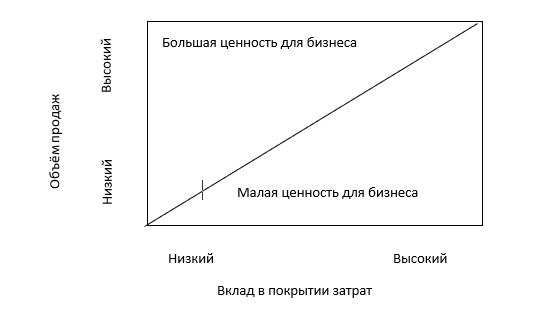 Большая ценность для бизнеса
Высокий
Объём продаж
Низкий
Малая ценность для бизнеса
Низкий
Высокий
Вклад в покрытии затрат